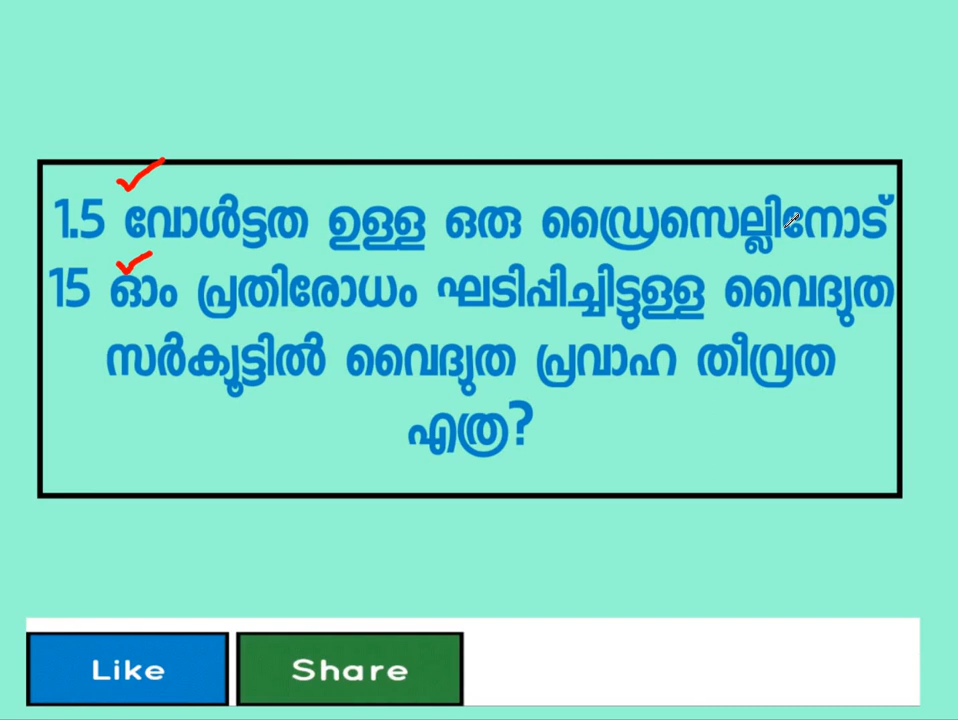 1.5 വോൾട്ടത ഉള്ള ഒരു ഡ്രൈസെല്ലിനോട്
15 ഓം പ്രതിരോധം ഘടിപ്പിച്ചിട്ടുള്ള വൈദ്യുത
സർക്യൂട്ടിൽ വൈദ്യുത പ്രവാഹ തീവ്രത
എത്ര?
Like Share